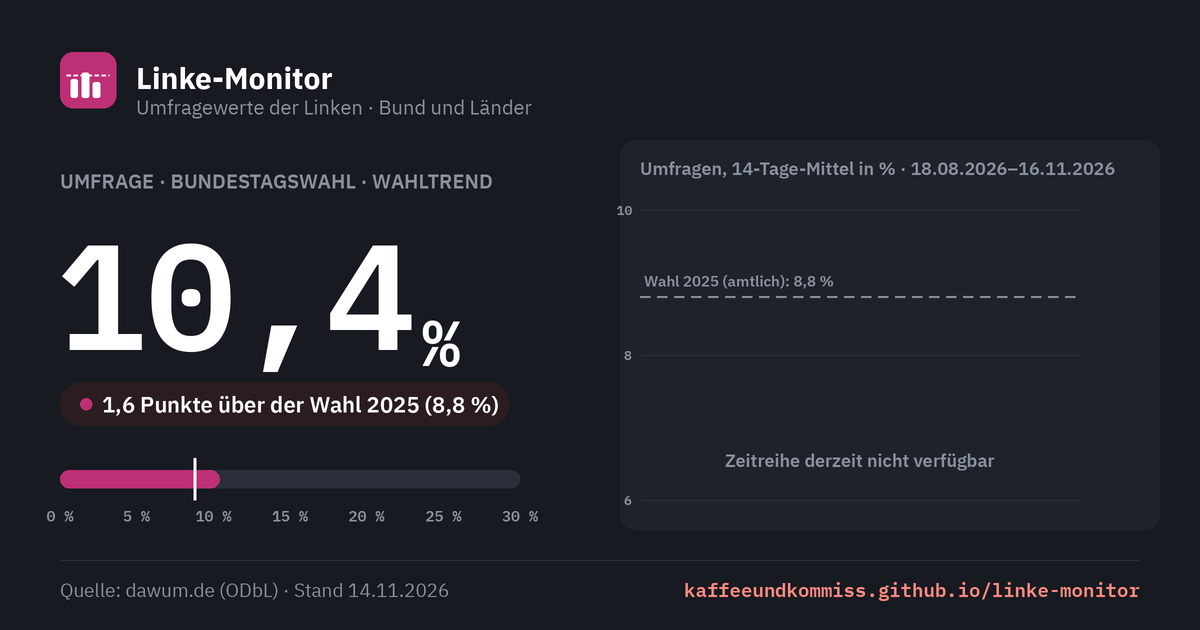 Linke-Monitor
Umfragewerte der Linken · Bund und Länder
UMFRAGE · BUNDESTAGSWAHL · WAHLTREND
10,4 %
1,6 Punkte über der Wahl 2025 (8,8 %)
0 % 5 % 10 % 15 % 20 % 25 % 30 %
Umfragen, 14-Tage-Mittel in % · 18.08.2026–16.11.2026
10
Wahl 2025 (amtlich): 8,8 %
8
Zeitreihe derzeit nicht verfügbar
6
Quelle: dawum.de (ODbL) · Stand 14.11.2026
kaffeeundkommiss.github.io/linke-monitor